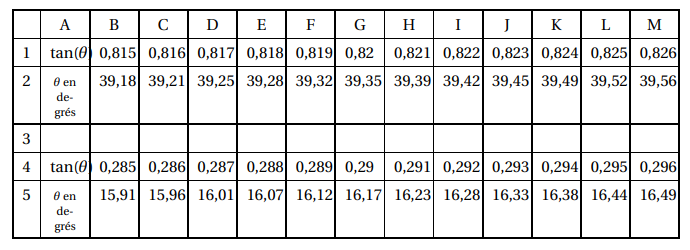 A B C D E F G H I J K L M
1 tan(θ) 0,815 0,816 0,817 0,818 0,819 0,82 0,821 0,822 0,823 0,824 0,825 0,826
2 θ en de-grés 39,18 39,21 39,25 39,28 39,32 39,35 39,39 39,42 39,45 39,49 39,52 39,56
3
4 tan(θ) 0,285 0,286 0,287 0,288 0,289 0,29 0,291 0,292 0,293 0,294 0,295 0,296
5 θ en de-grés 15,91 15,96 16,01 16,07 16,12 16,17 16,23 16,28 16,33 16,38 16,44 16,49